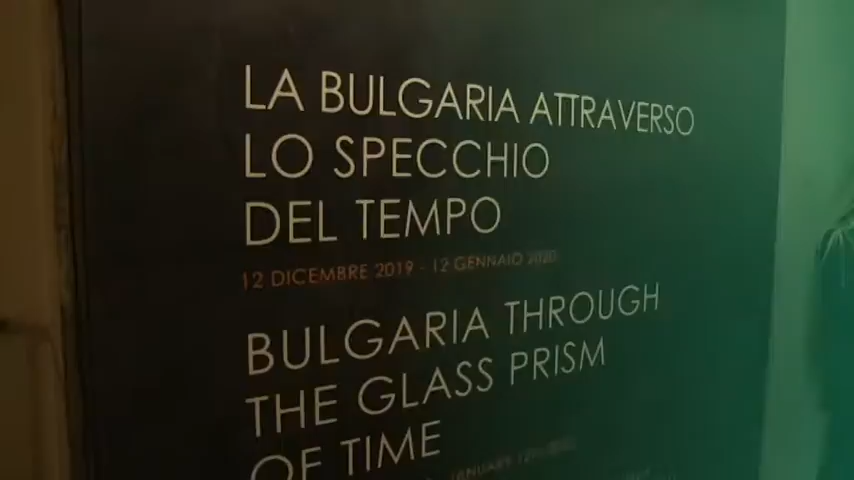 LA BULGARIA ATTRAVERSO
LO SPECCHIO
DEL TEMPO
12 DICEMBRE 2019 - 12 GENNAIO 2020
BULGARIA THROUGH
THE GLASS PRISM
OF TIME
JANUARY